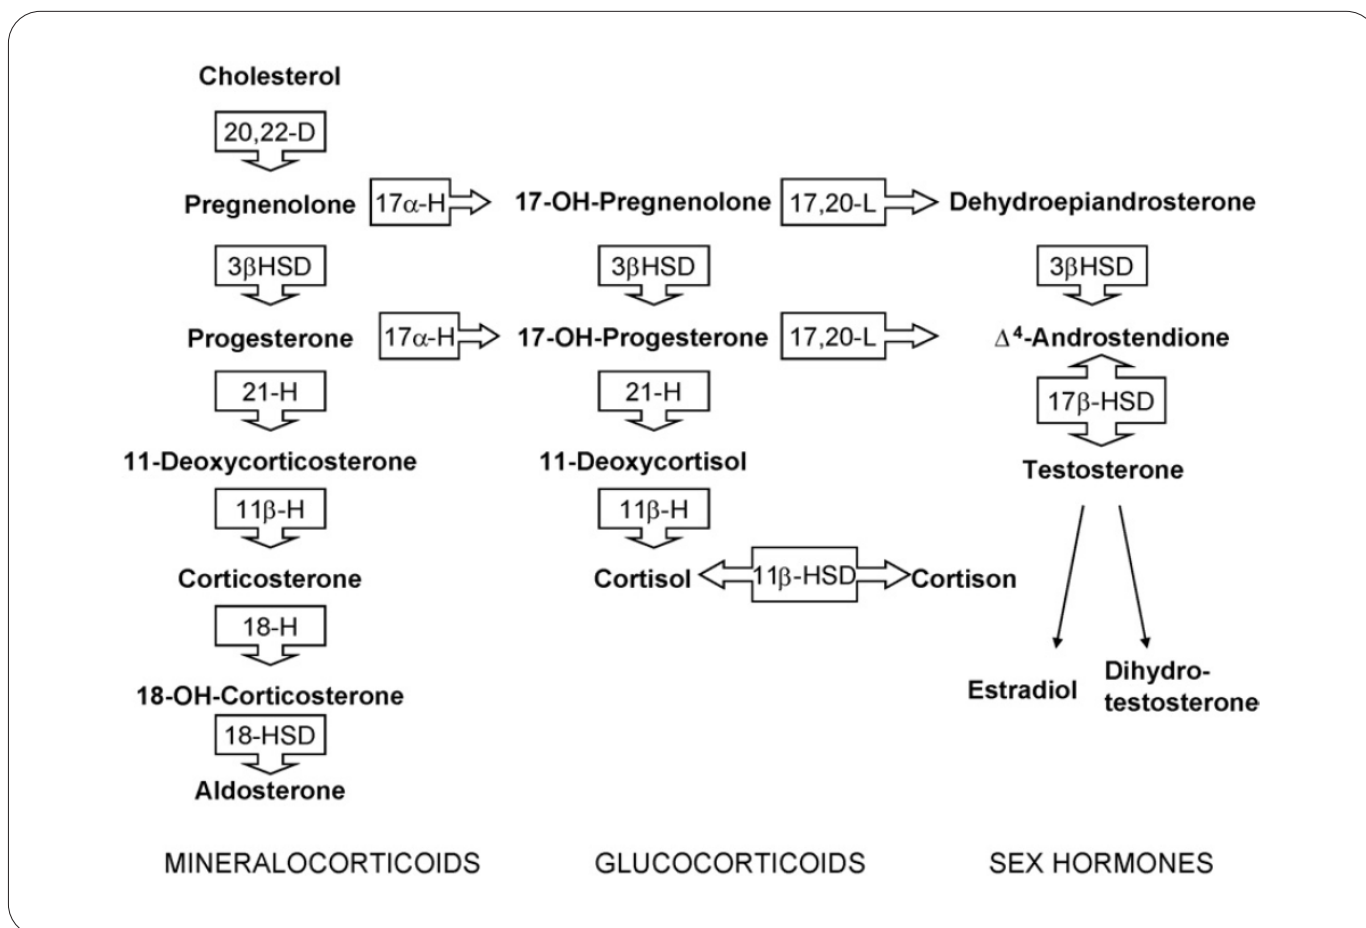 Cholesterol
20,22-D
Pregnenolone 17α-H 17-OH-Pregnenolone 17,20-L Dehydroepiandrosterone
3βHSD 3βHSD 3βHSD
Progesterone 17α-H 17-OH-Progesterone 17,20-L Δ⁴-Androstendione
21-H 21-H 17β-HSD
11-Deoxycorticosterone 11-Deoxycortisol Testosterone
11β-H 11β-H
Corticosterone Cortisol 11β-HSD Cortison
18-H
18-OH-Corticosterone Estradiol Dihydro-
testosterone
18-HSD
Aldosterone
MINERALOCORTICOIDS GLUCOCORTICOIDS SEX HORMONES